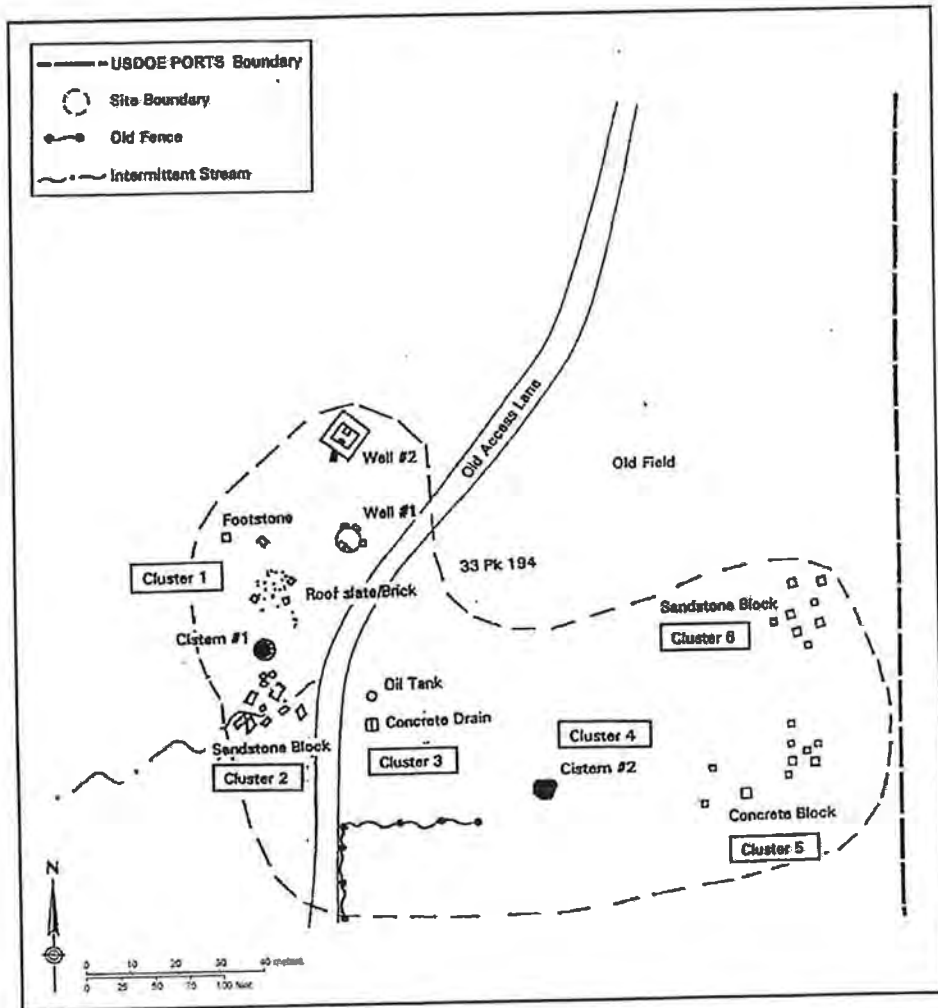 USDOE PORTS Boundary
Site Boundary
Old Fence
Intermittent Stream
Old Access Lane
Well #2
Old Field
Footstone
Well #1
Cluster 1
33 Pk 194
Roof slate/Brick
Sandstone Block
Cluster 6
Cistern #1
Oil Tank
Concrete Drain
Sandstone Block
Cluster 2
Cluster 3
Cluster 4
Cistern #2
Concrete Block
Cluster 5
N
0 10 20 30 40 meters
0 25 50 75 100 feet